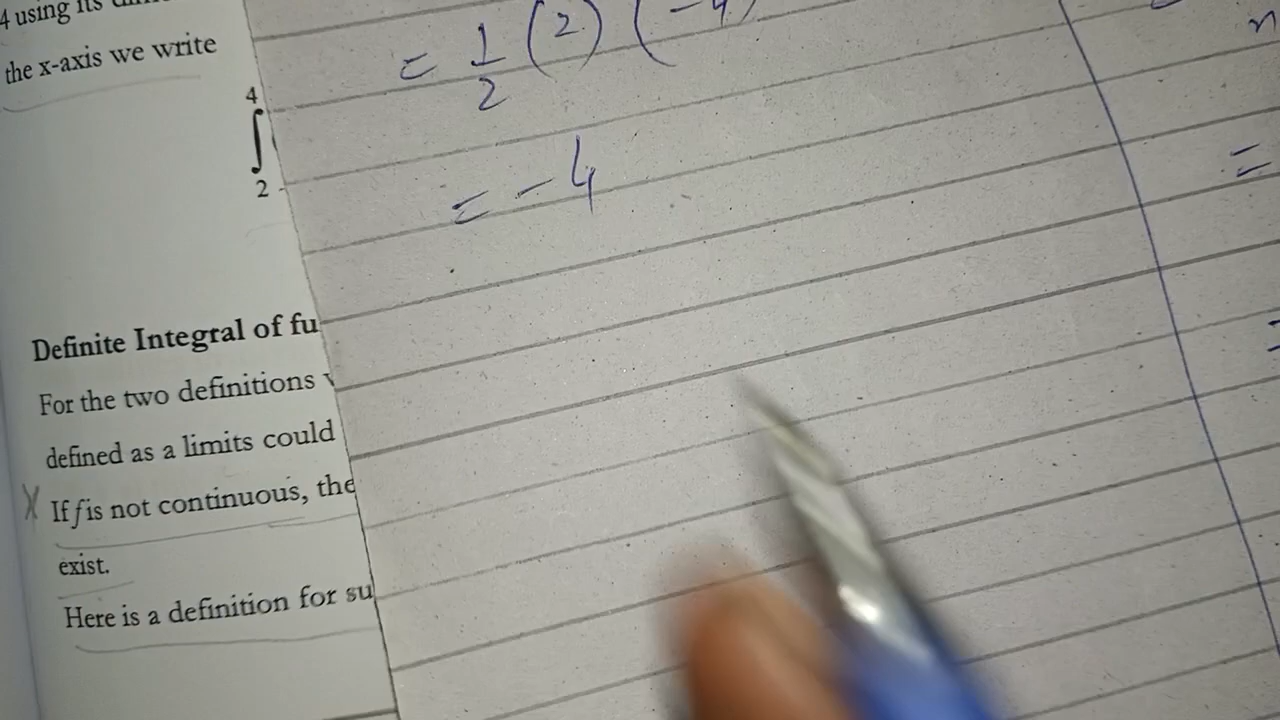 4 using its
the x-axis we write
4
∫
2
Definite Integral of fu
For the two definitions
defined as a limits could
X If f is not continuous, the
exist.
Here is a definition for su
= 1/2 (2) (-4)
= -4
n
=
=